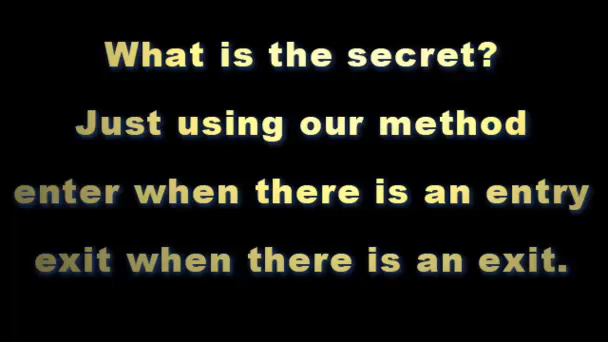 What is the secret?
Just using our method
enter when there is an entry
exit when there is an exit.